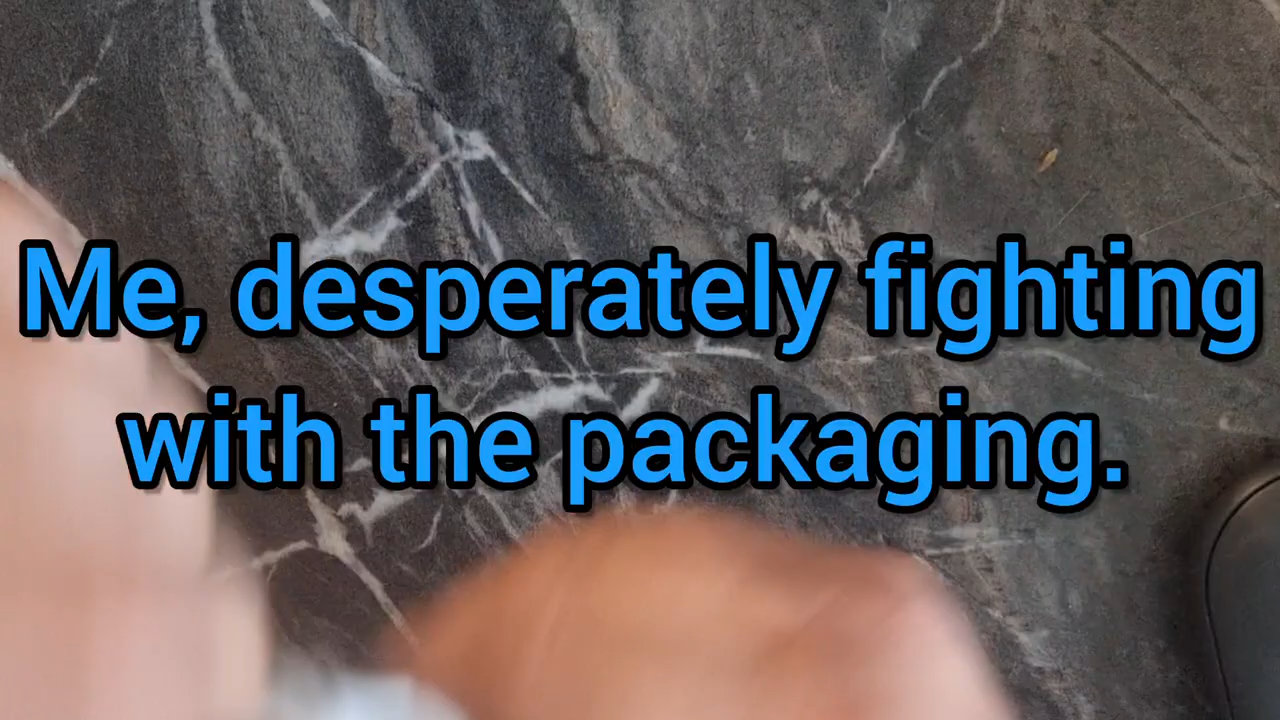 Me, desperately fighting
with the packaging.